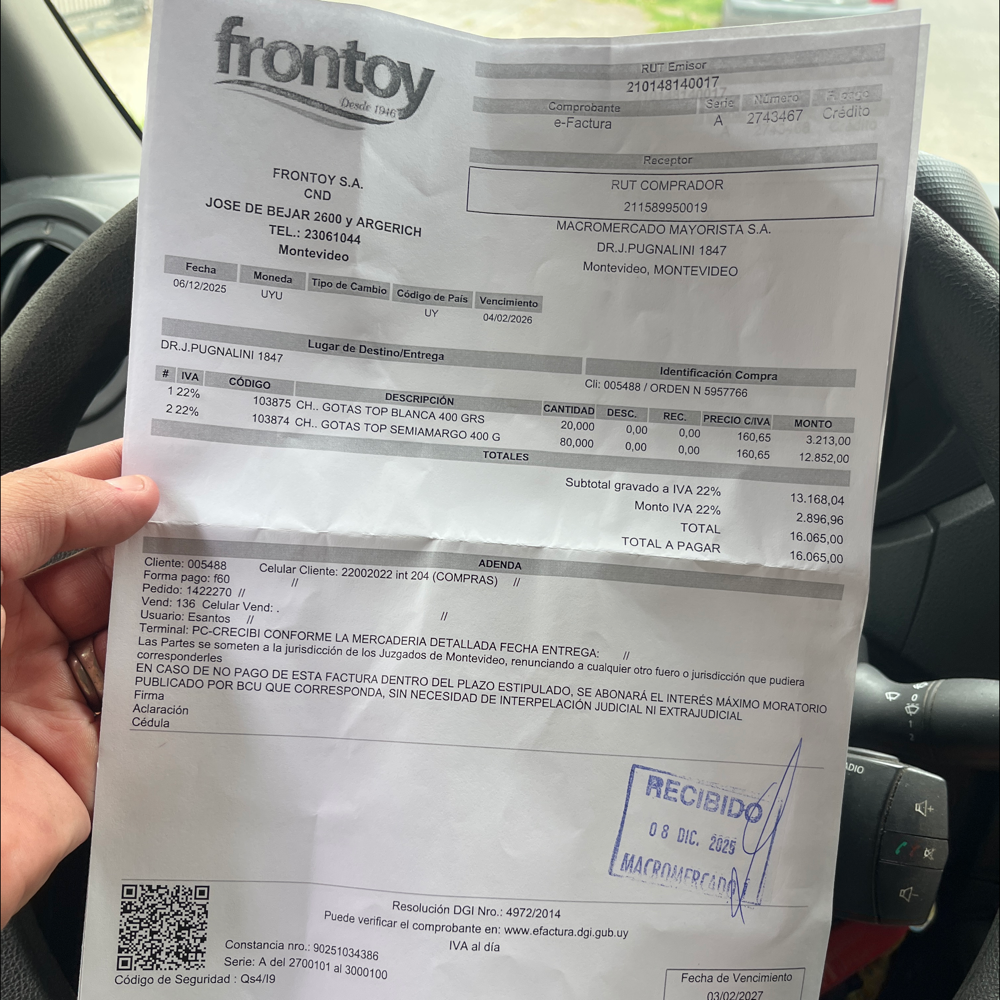 frontoy
Desde 1946
RUT Emisor
210148140017
Comprobante Serie Número F. Pago
e-Factura A 2743467 Crédito
Receptor
RUT COMPRADOR
211589950019
FRONTOY S.A.
CND
JOSE DE BEJAR 2600 y ARGERICH
TEL.: 23061044
Montevideo
MACROMERCADO MAYORISTA S.A.
DR.J.PUGNALINI 1847
Montevideo, MONTEVIDEO
Fecha Moneda Tipo de Cambio Código de País Vencimiento
06/12/2025 UYU UY 04/02/2026
Lugar de Destino/Entrega Identificación Compra
DR.J.PUGNALINI 1847 Cli: 005488 / ORDEN N 5957766
# IVA CÓDIGO DESCRIPCIÓN CANTIDAD DESC. REC. PRECIO C/IVA MONTO
1 22% 103875 CH.. GOTAS TOP BLANCA 400 GRS 20,000 0,00 0,00 160,65 3.213,00
2 22% 103874 CH.. GOTAS TOP SEMIAMARGO 400 G 80,000 0,00 0,00 160,65 12.852,00
TOTALES
Subtotal gravado a IVA 22% 13.168,04
Monto IVA 22% 2.896,96
TOTAL 16.065,00
TOTAL A PAGAR 16.065,00
ADENDA
Cliente: 005488 Celular Cliente: 22002022 int 204 (COMPRAS) //
Forma pago: f60 //
Pedido: 1422270 //
Vend: 136 Celular Vend: . //
Usuario: Esantos //
Terminal: PC-CRECIBI CONFORME LA MERCADERIA DETALLADA FECHA ENTREGA: //
Las Partes se someten a la jurisdicción de los Juzgados de Montevideo, renunciando a cualquier otro fuero o jurisdicción que pudiera
corresponderles
EN CASO DE NO PAGO DE ESTA FACTURA DENTRO DEL PLAZO ESTIPULADO, SE ABONARÁ EL INTERÉS MÁXIMO MORATORIO
PUBLICADO POR BCU QUE CORRESPONDA, SIN NECESIDAD DE INTERPELACIÓN JUDICIAL NI EXTRAJUDICIAL
Firma
Aclaración
Cédula
RECIBIDO
08 DIC. 2025
MACROMERCADO
Resolución DGI Nro.: 4972/2014
Puede verificar el comprobante en: www.efactura.dgi.gub.uy
IVA al día
Constancia nro.: 90251034386
Serie: A del 2700101 al 3000100
Código de Seguridad : Qs4/I9
Fecha de Vencimiento
03/02/2027